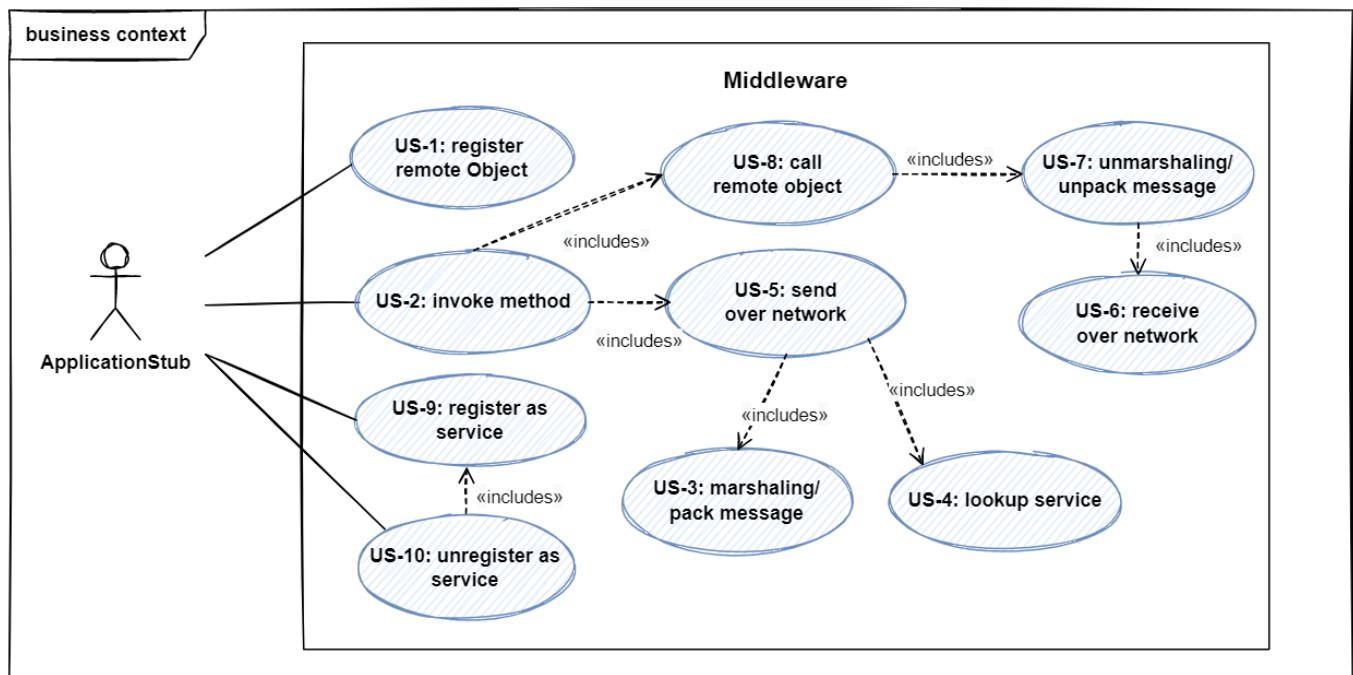 business context
Middleware
US-1: register
remote Object
US-8: call
remote object
«includes»
US-7: unmarshaling/
unpack message
«includes»
«includes»
US-2: invoke method
US-5: send
over network
«includes»
US-6: receive
over network
ApplicationStub
US-9: register as
service
«includes»
«includes»
«includes»
US-3: marshaling/
pack message
US-4: lookup service
US-10: unregister as
service